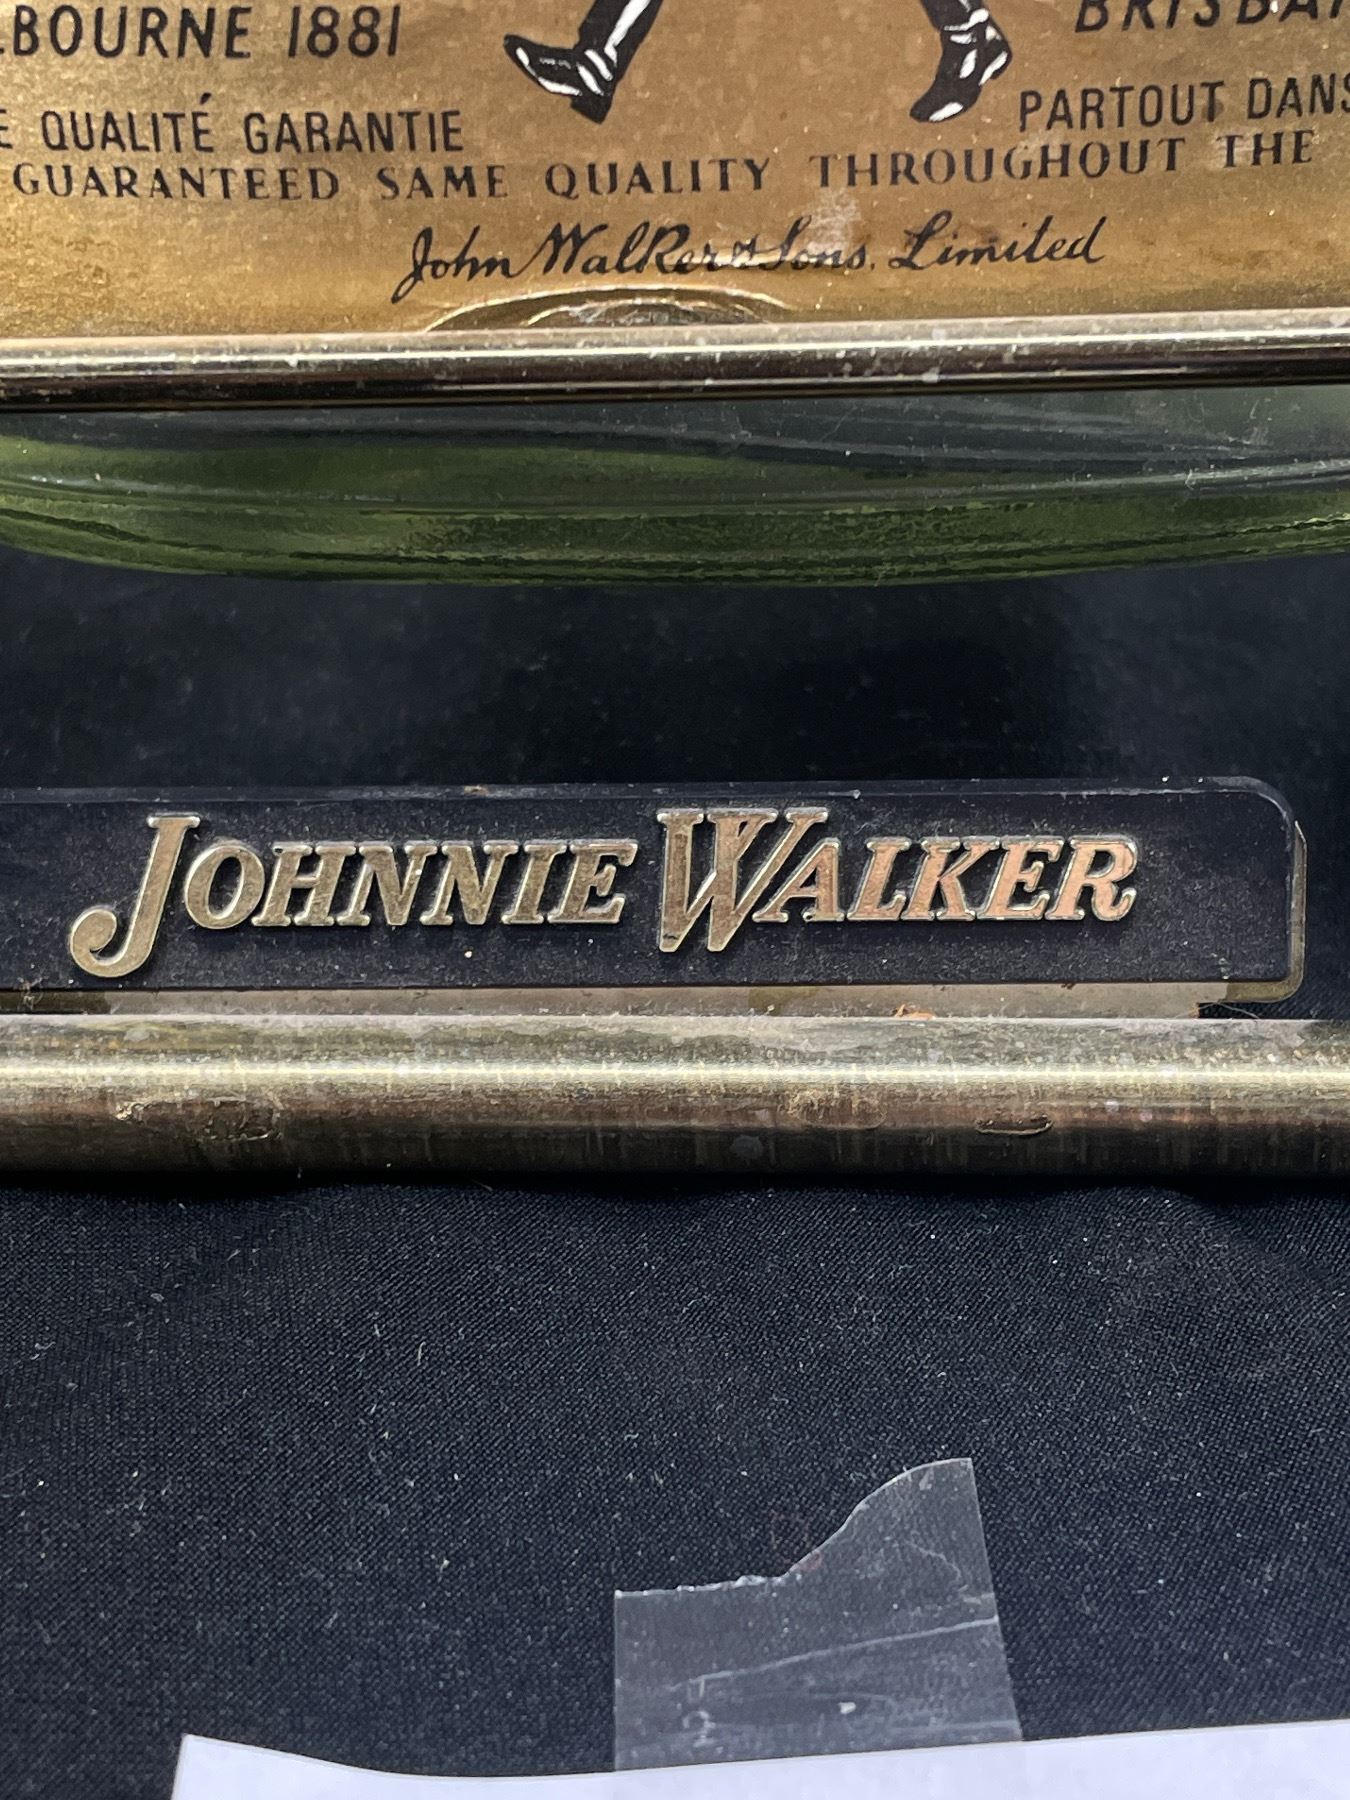 LBOURNE 1881
BRISBA
E QUALITÉ GARANTIE
PARTOUT DANS
GUARANTEED SAME QUALITY THROUGHOUT THE
John Walker & Sons, Limited
JOHNNIE WALKER